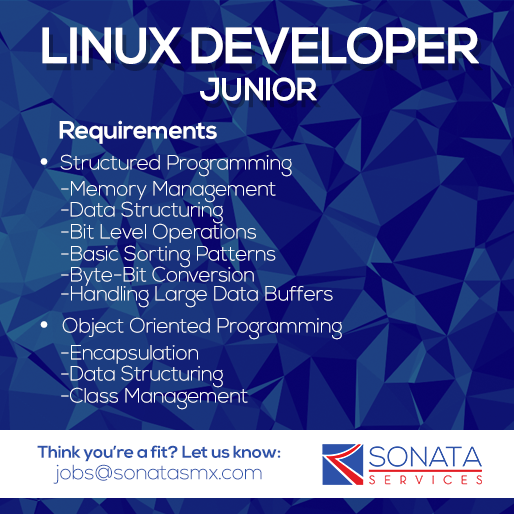 LINUX DEVELOPER
JUNIOR
Requirements
• Structured Programming
-Memory Management
-Data Structuring
-Bit Level Operations
-Basic Sorting Patterns
-Byte-Bit Conversion
-Handling Large Data Buffers
• Object Oriented Programming
-Encapsulation
-Data Structuring
-Class Management
Think you're a fit? Let us know:
jobs@sonatasmx.com
SONATA
SERVICES